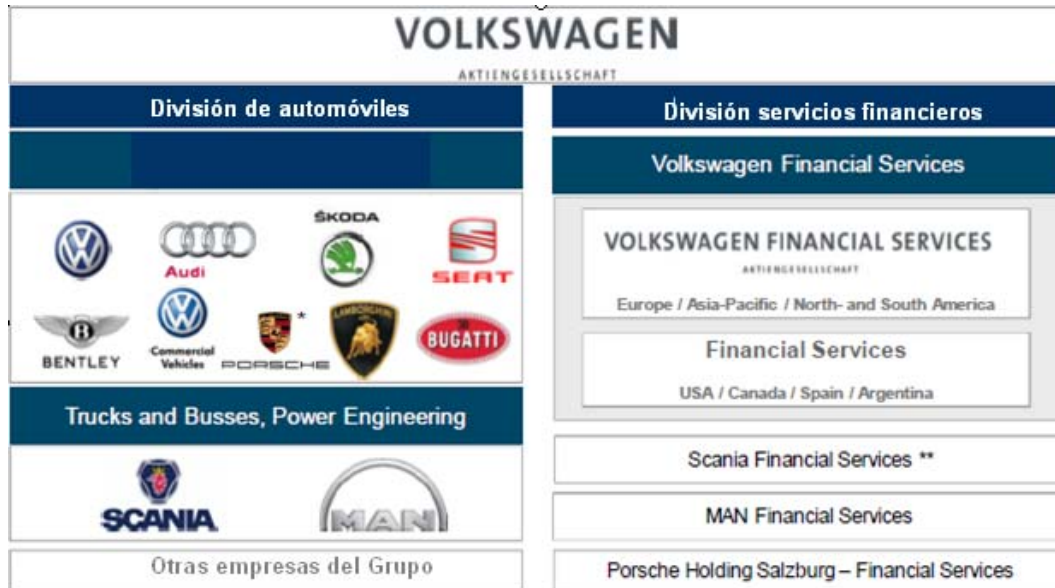 VOLKSWAGEN
AKTIENGESELLSCHAFT
División de automóviles
ŠKODA
Audi
SEAT
BENTLEY
Commercial
Vehicles
*
PORSCHE
LAMBORGHINI
BUGATTI
Trucks and Busses, Power Engineering
SCANIA
MAN
Otras empresas del Grupo
División servicios financieros
Volkswagen Financial Services
VOLKSWAGEN FINANCIAL SERVICES
AKTIENGESELLSCHAFT
Europe / Asia-Pacific / North- and South America
Financial Services
USA / Canada / Spain / Argentina
Scania Financial Services **
MAN Financial Services
Porsche Holding Salzburg – Financial Services